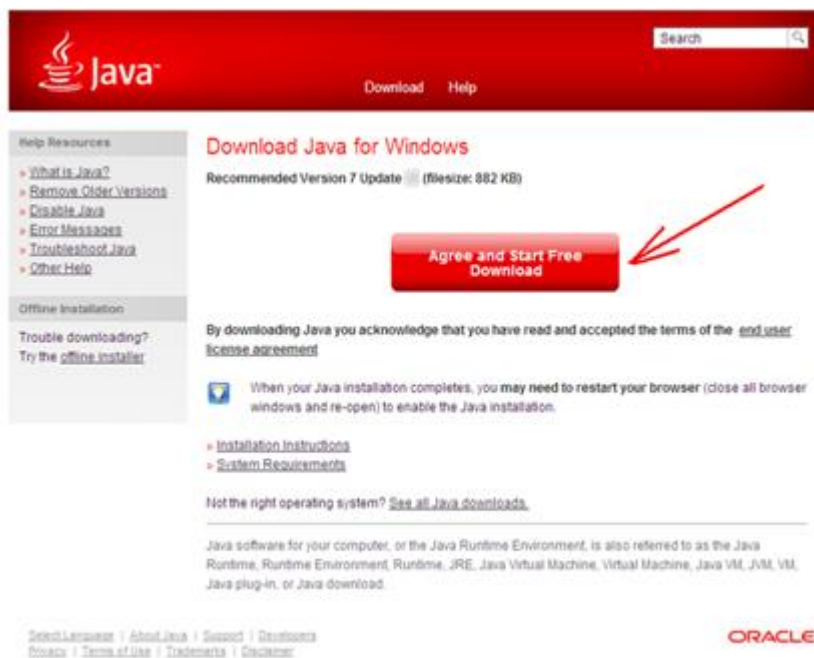 Java
Search
Download Help
Help Resources
» What is Java?
» Remove Older Versions
» Disable Java
» Error Messages
» Troubleshoot Java
» Other Help
Offline Installation
Trouble downloading?
Try the offline installer
Download Java for Windows
Recommended Version 7 Update (filesize: 882 KB)
Agree and Start Free
Download
By downloading Java you acknowledge that you have read and accepted the terms of the end user
license agreement
When your Java installation completes, you may need to restart your browser (close all browser
windows and re-open) to enable the Java installation.
» Installation Instructions
» System Requirements
Not the right operating system? See all Java downloads.
Java software for your computer, or the Java Runtime Environment, is also referred to as the Java
Runtime, Runtime Environment, Runtime, JRE, Java Virtual Machine, Virtual Machine, Java VM, JVM, VM,
Java plug-in, or Java download.
Select Language | About Java | Support | Developers
Privacy | Terms of Use | Trademarks | Disclaimer
ORACLE